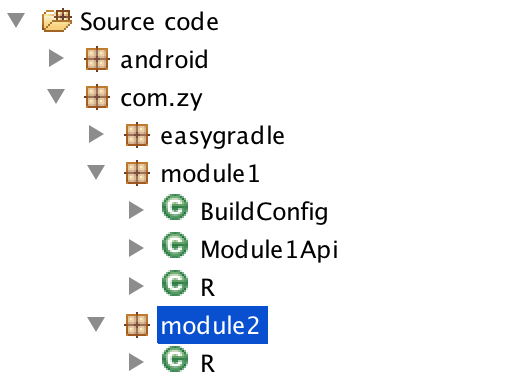 Source code
android
com.zy
easygradle
module1
BuildConfig
Module1Api
R
module2
R